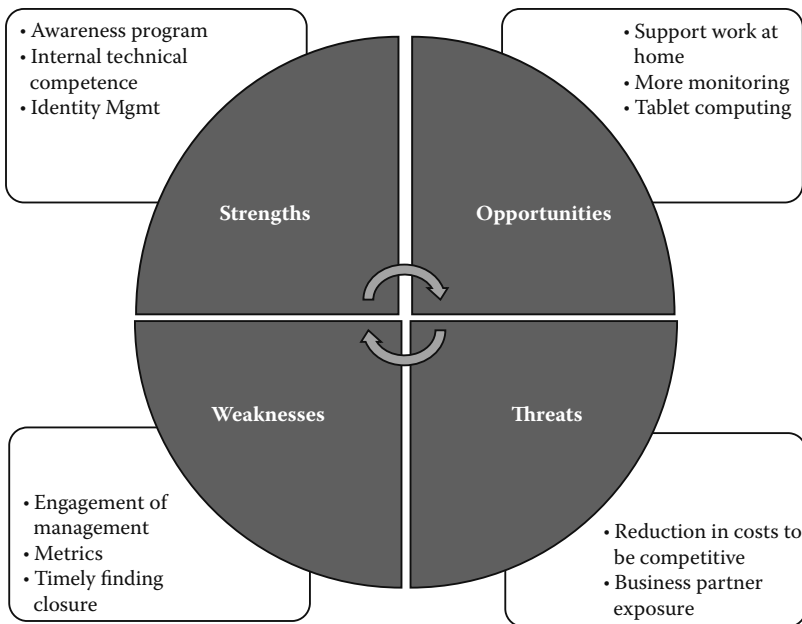 • Awareness program
• Internal technical
competence
• Identity Mgmt
• Support work at
home
• More monitoring
• Tablet computing
Strengths
Opportunities
Weaknesses
Threats
• Engagement of
management
• Metrics
• Timely finding
closure
• Reduction in costs to
be competitive
• Business partner
exposure